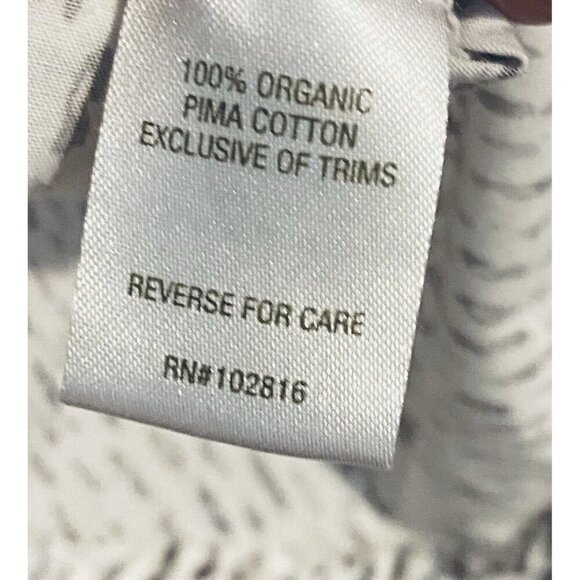 100% ORGANIC
PIMA COTTON
EXCLUSIVE OF TRIMS
REVERSE FOR CARE
RN#102816